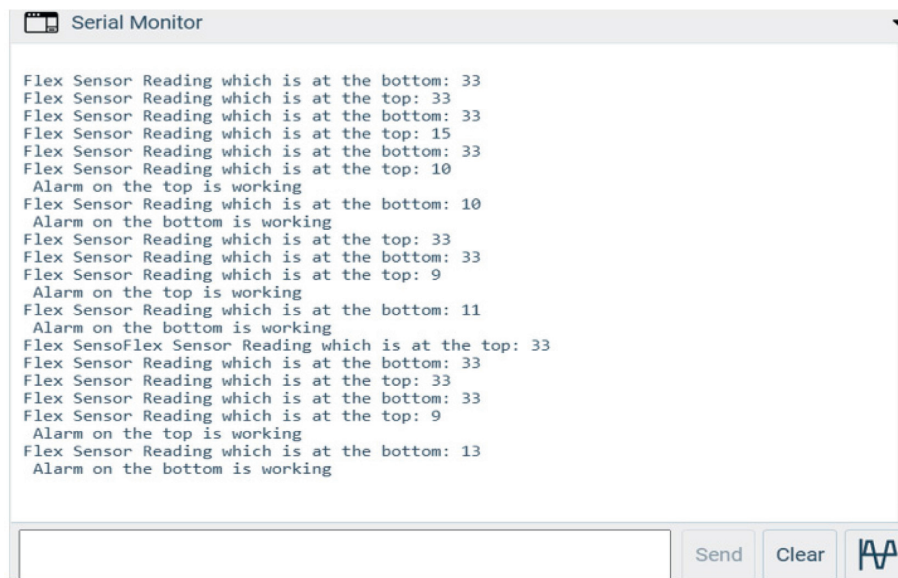 Serial Monitor
Flex Sensor Reading which is at the bottom: 33
Flex Sensor Reading which is at the top: 33
Flex Sensor Reading which is at the bottom: 33
Flex Sensor Reading which is at the top: 15
Flex Sensor Reading which is at the bottom: 33
Flex Sensor Reading which is at the top: 10
Alarm on the top is working
Flex Sensor Reading which is at the bottom: 10
Alarm on the bottom is working
Flex Sensor Reading which is at the top: 33
Flex Sensor Reading which is at the bottom: 33
Flex Sensor Reading which is at the top: 9
Alarm on the top is working
Flex Sensor Reading which is at the bottom: 11
Alarm on the bottom is working
Flex SensoFlex Sensor Reading which is at the top: 33
Flex Sensor Reading which is at the bottom: 33
Flex Sensor Reading which is at the top: 33
Flex Sensor Reading which is at the bottom: 33
Flex Sensor Reading which is at the top: 9
Alarm on the top is working
Flex Sensor Reading which is at the bottom: 13
Alarm on the bottom is working
Send Clear